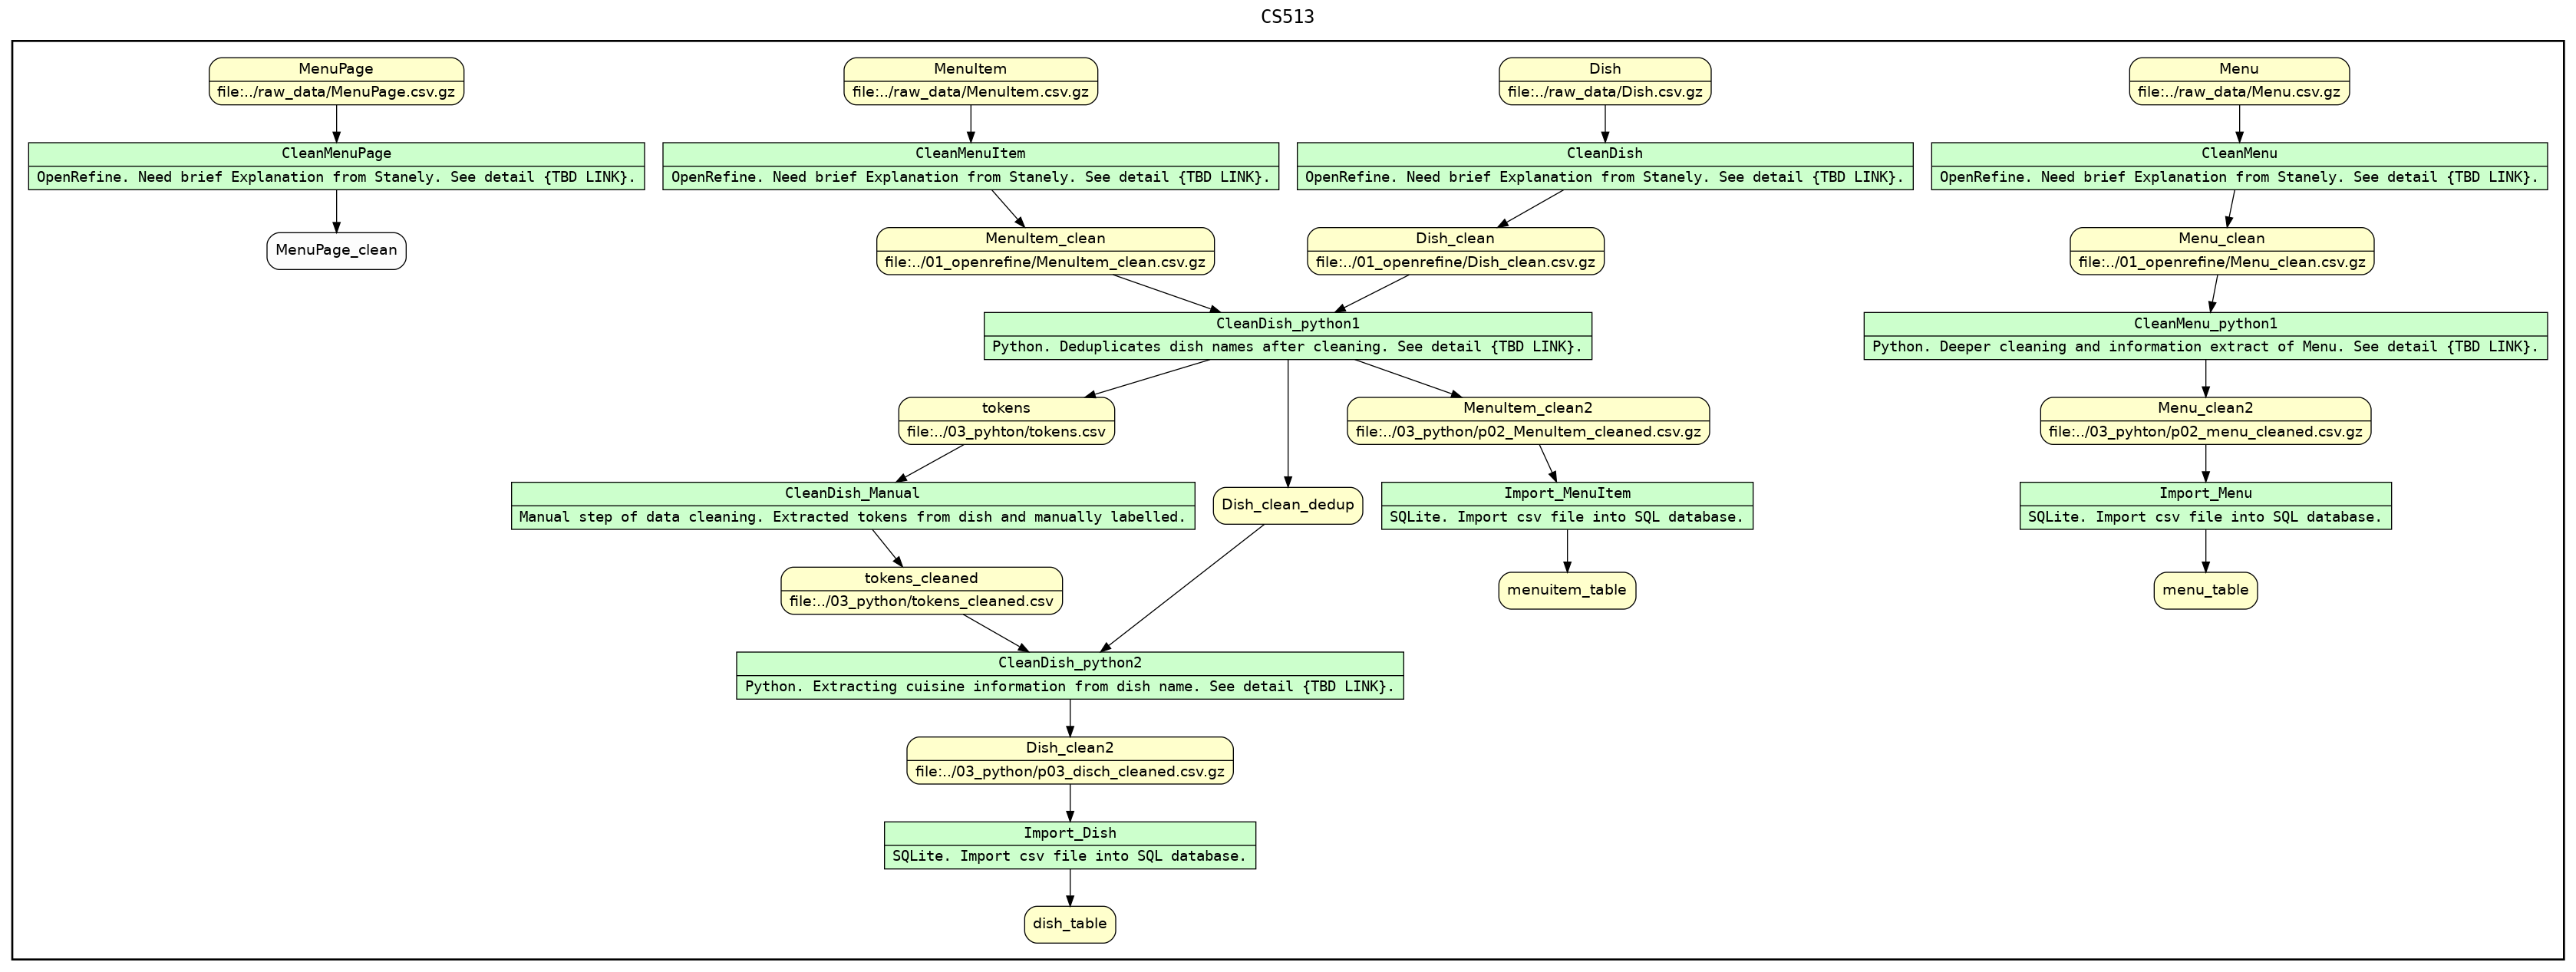 CS513
MenuPage
file:../raw_data/MenuPage.csv.gz
MenuItem
file:../raw_data/MenuItem.csv.gz
Dish
file:../raw_data/Dish.csv.gz
Menu
file:../raw_data/Menu.csv.gz
CleanMenuPage
OpenRefine. Need brief Explanation from Stanely. See detail {TBD LINK}.
CleanMenuItem
OpenRefine. Need brief Explanation from Stanely. See detail {TBD LINK}.
CleanDish
OpenRefine. Need brief Explanation from Stanely. See detail {TBD LINK}.
CleanMenu
OpenRefine. Need brief Explanation from Stanely. See detail {TBD LINK}.
MenuPage_clean
MenuItem_clean
file:../01_openrefine/MenuItem_clean.csv.gz
Dish_clean
file:../01_openrefine/Dish_clean.csv.gz
Menu_clean
file:../01_openrefine/Menu_clean.csv.gz
CleanDish_python1
Python. Deduplicates dish names after cleaning. See detail {TBD LINK}.
CleanMenu_python1
Python. Deeper cleaning and information extract of Menu. See detail {TBD LINK}.
tokens
file:../03_pyhton/tokens.csv
MenuItem_clean2
file:../03_python/p02_MenuItem_cleaned.csv.gz
Menu_clean2
file:../03_pyhton/p02_menu_cleaned.csv.gz
CleanDish_Manual
Manual step of data cleaning. Extracted tokens from dish and manually labelled.
Dish_clean_dedup
Import_MenuItem
SQLite. Import csv file into SQL database.
Import_Menu
SQLite. Import csv file into SQL database.
tokens_cleaned
file:../03_python/tokens_cleaned.csv
menuitem_table
menu_table
CleanDish_python2
Python. Extracting cuisine information from dish name. See detail {TBD LINK}.
Dish_clean2
file:../03_python/p03_disch_cleaned.csv.gz
Import_Dish
SQLite. Import csv file into SQL database.
dish_table